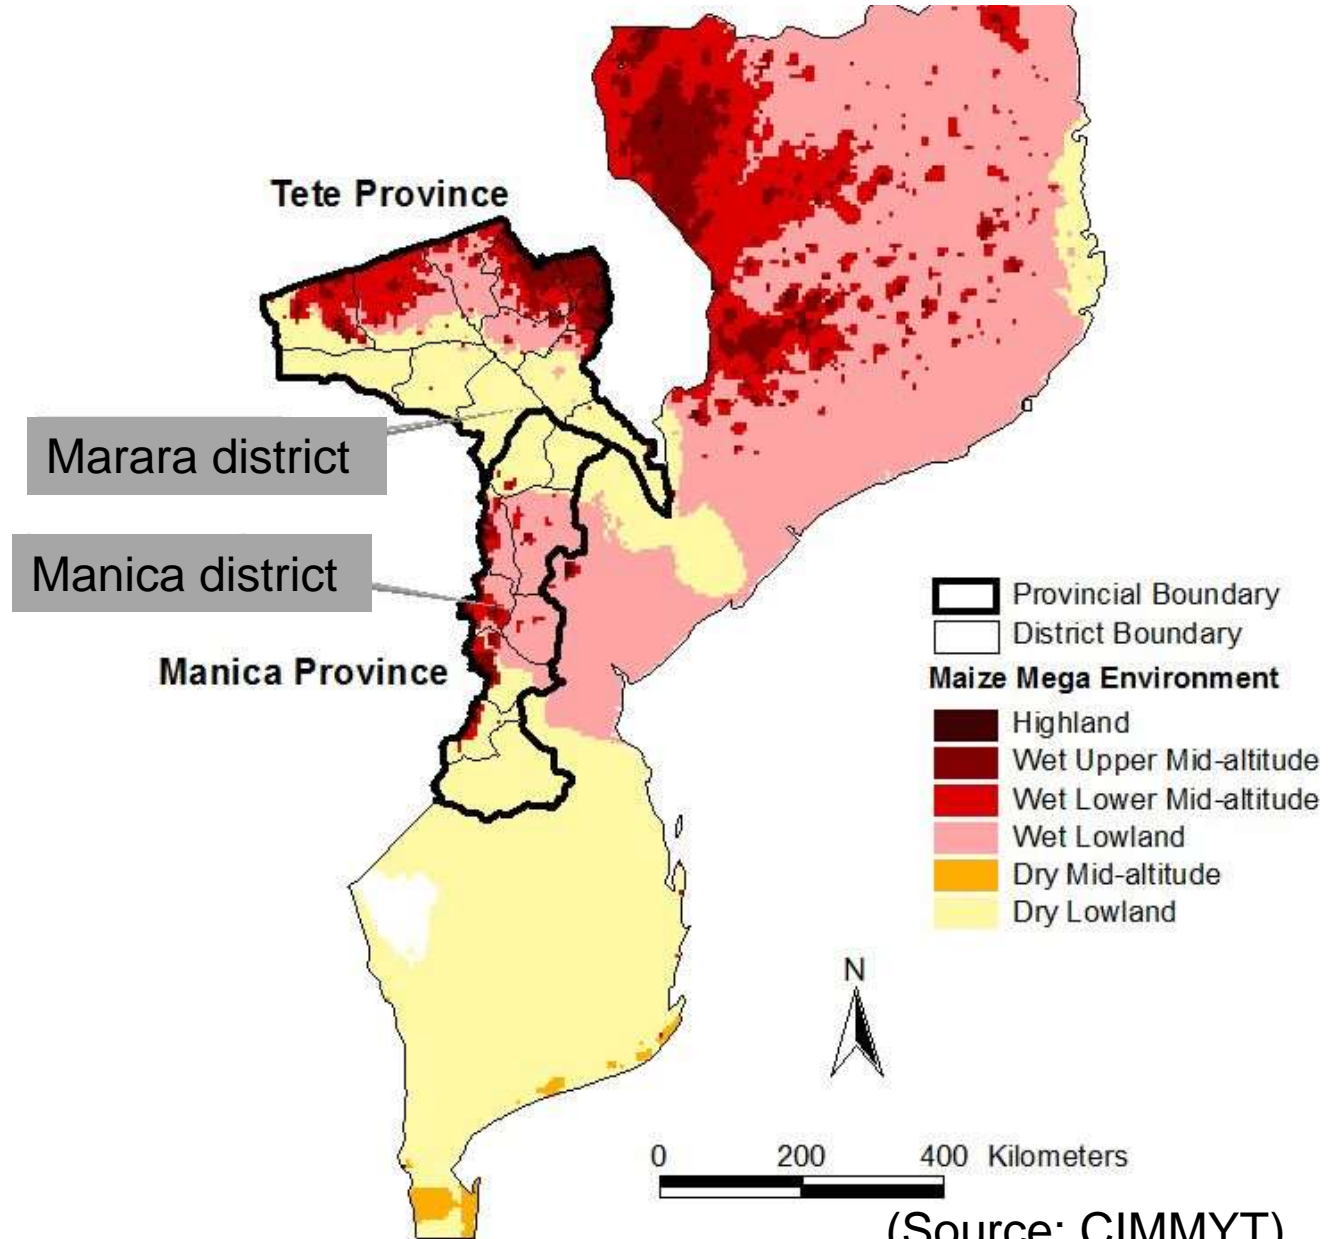 Tete Province
Marara district
Manica district
Manica Province
Provincial Boundary
District Boundary
Maize Mega Environment
Highland
Wet Upper Mid-altitude
Wet Lower Mid-altitude
Wet Lowland
Dry Mid-altitude
Dry Lowland
N
0 200 400 Kilometers
(Source: CIMMYT)